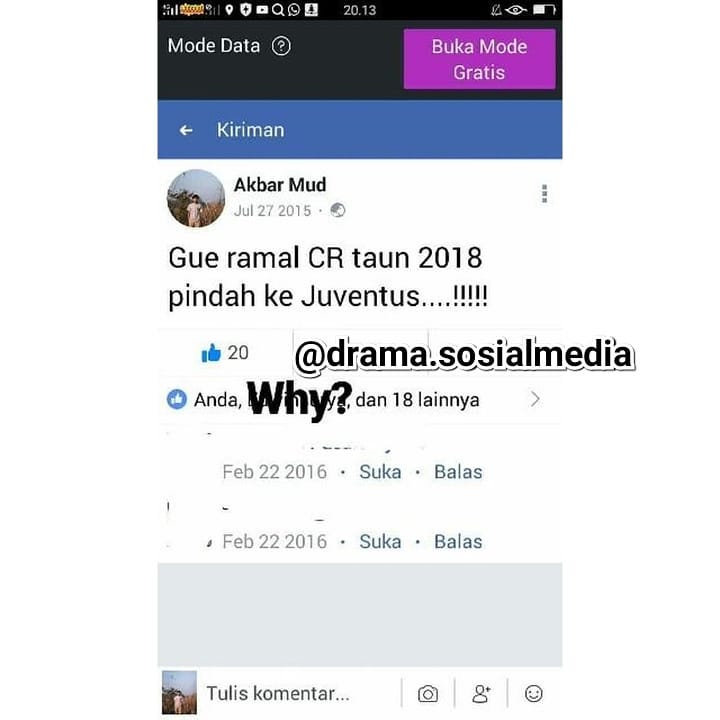 20.13
Mode Data ?
Buka Mode
Gratis
Kiriman
Akbar Mud
Jul 27 2015 ·
Gue ramal CR taun 2018
pindah ke Juventus....!!!!!
20
@drama.sosialmedia
Why?
Anda, dan 18 lainnya
Feb 22 2016 · Suka · Balas
Feb 22 2016 · Suka · Balas
Tulis komentar...